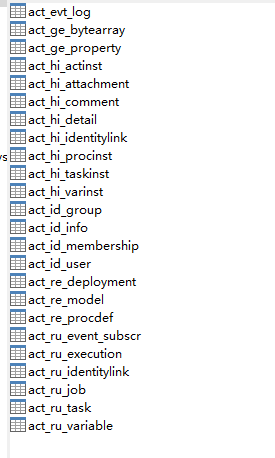 act_evt_log
act_ge_bytearray
act_ge_property
act_hi_actinst
act_hi_attachment
act_hi_comment
act_hi_detail
act_hi_identitylink
act_hi_procinst
act_hi_taskinst
act_hi_varinst
act_id_group
act_id_info
act_id_membership
act_id_user
act_re_deployment
act_re_model
act_re_procdef
act_ru_event_subscr
act_ru_execution
act_ru_identitylink
act_ru_job
act_ru_task
act_ru_variable